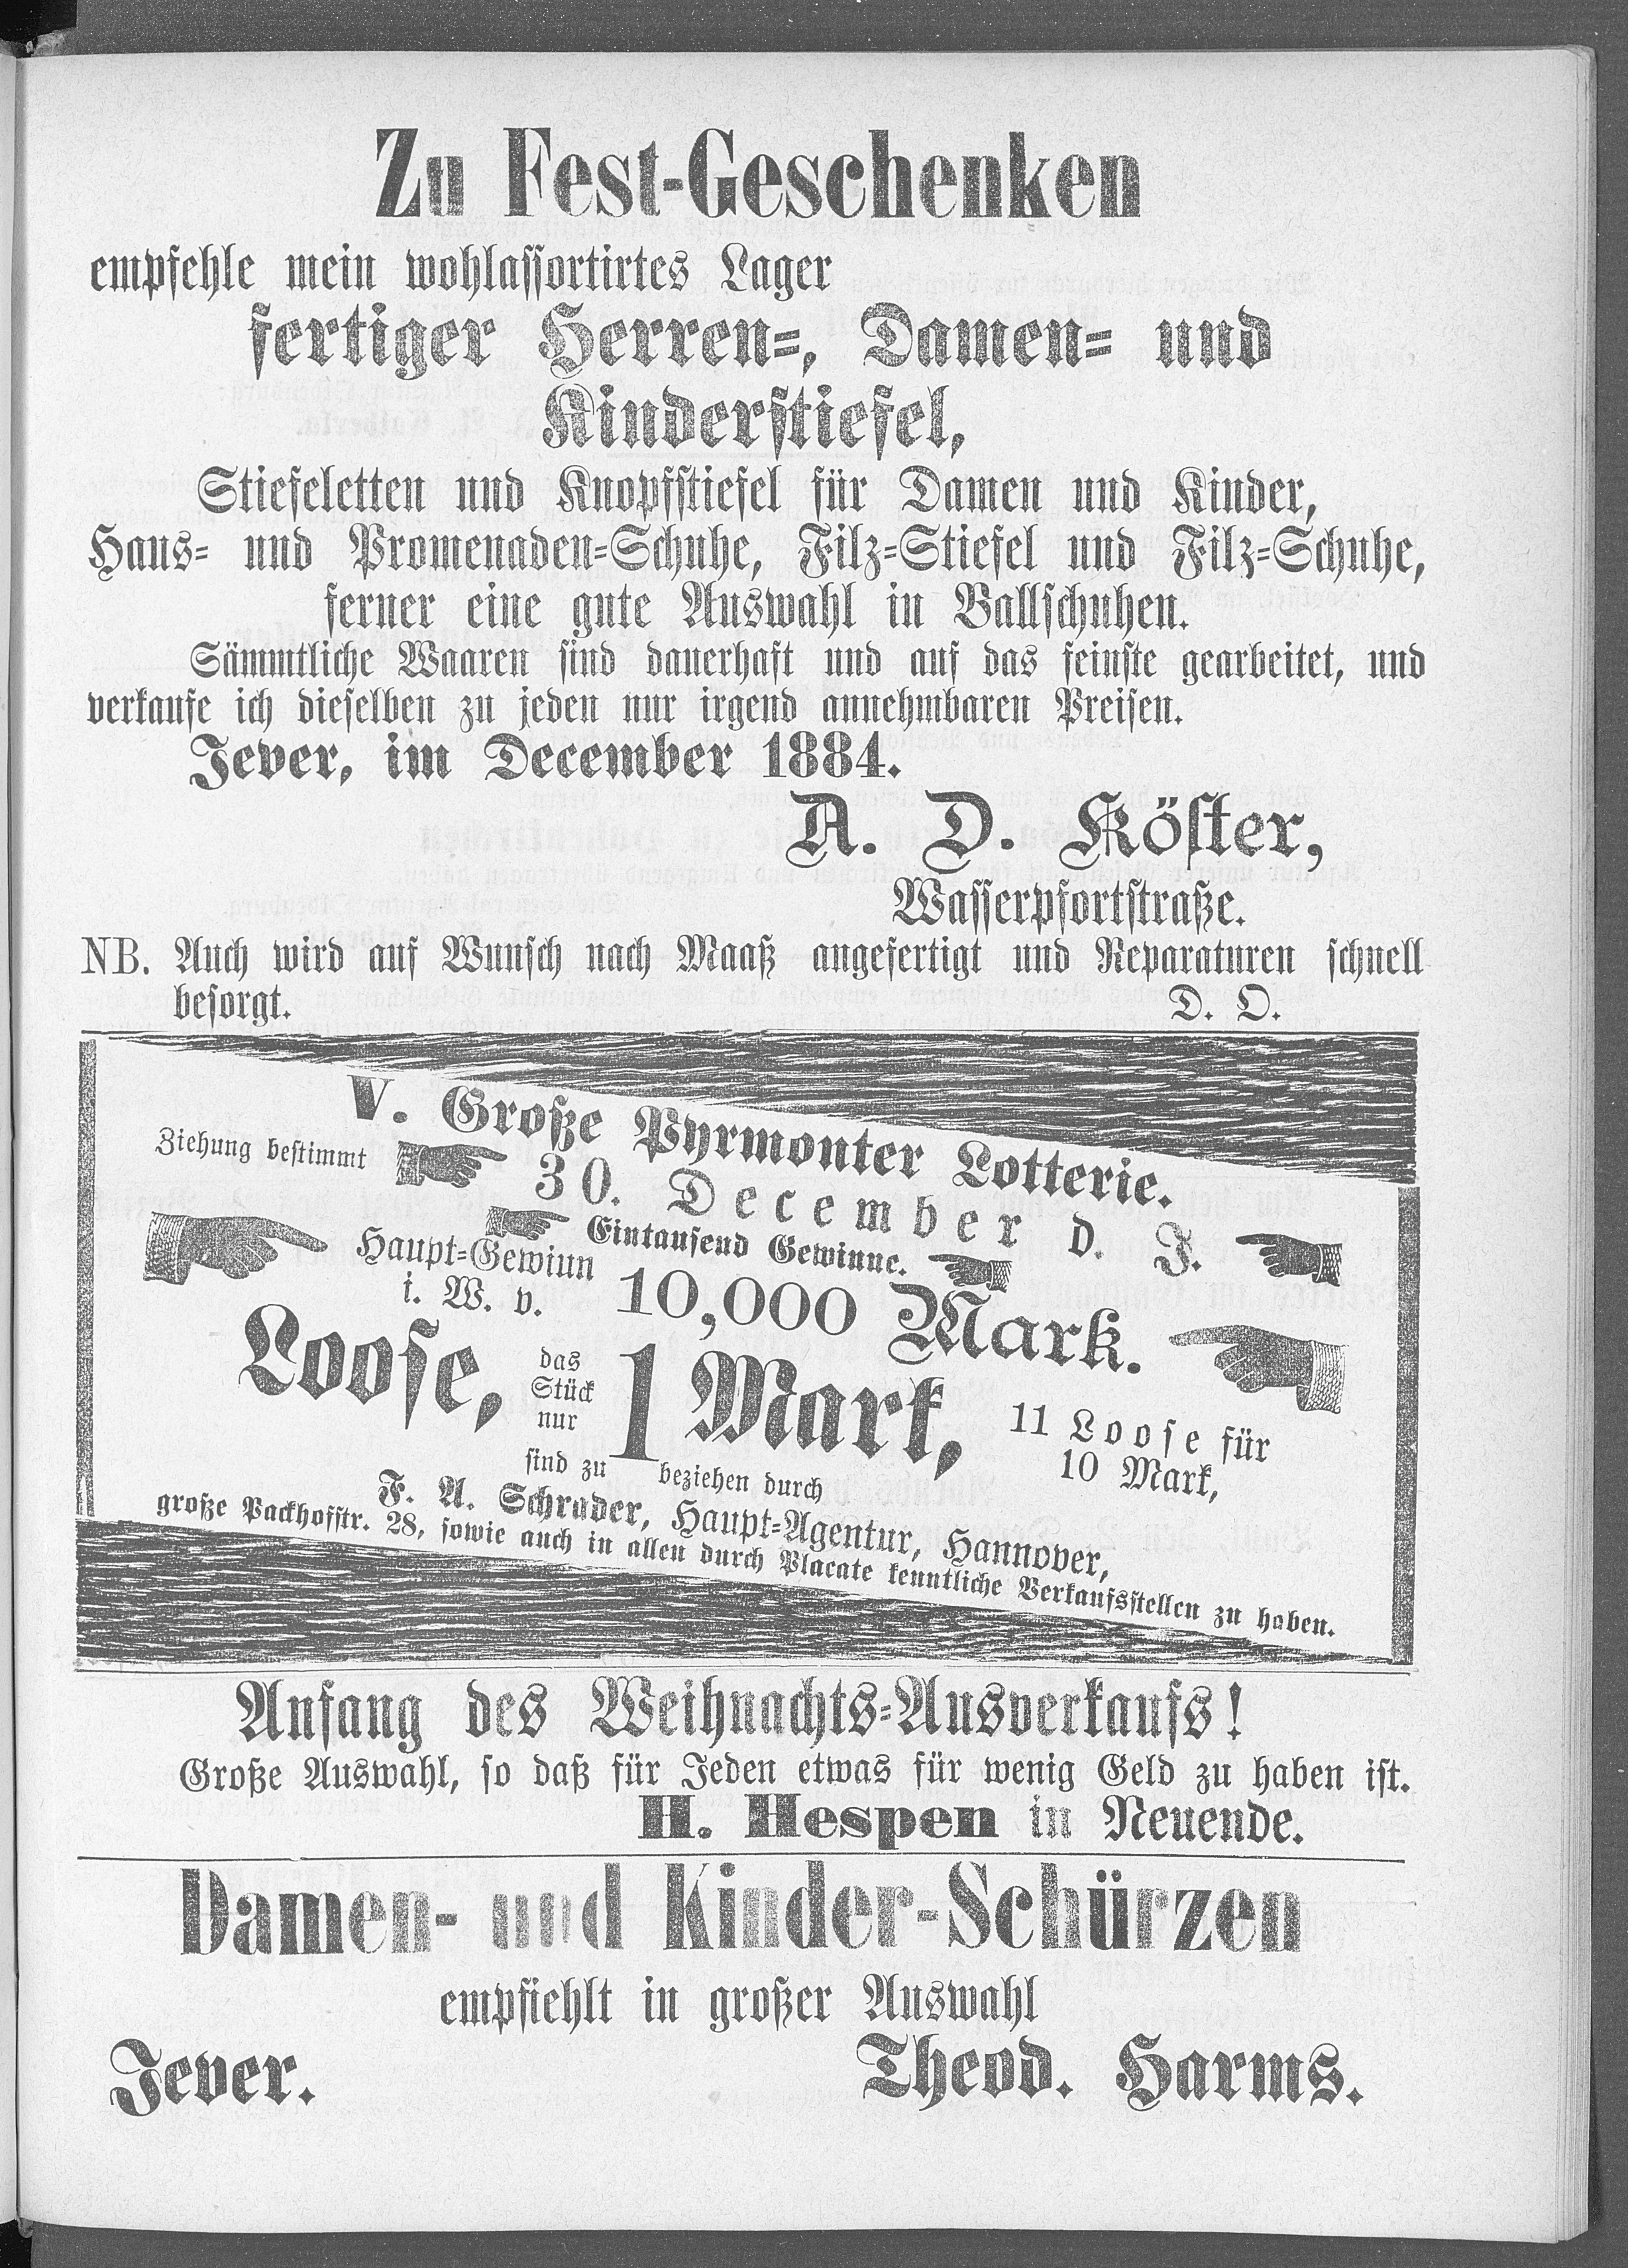 Zu Fest-Geschenken
empfehle mein wohlassortirtes Lager
fertiger Herren-, Damen- und
Kinderstiefel,
Stiefeletten und Knopfstiefel für Damen und Kinder,
Haus- und Promenaden-Schuhe, Filz-Stiefel und Filz-Schuhe,
ferner eine gute Auswahl in Ballschuhen.
Sämmtliche Waaren sind dauerhaft und auf das feinste gearbeitet, und
verkaufe ich dieselben zu jeden nur irgend annehmbaren Preisen.
Jever, im December 1884.
A. D. Köster,
Wasserpfortstraße.
NB. Auch wird auf Wunsch nach Maaß angefertigt und Reparaturen schnell
besorgt. D. O.
V. Große Pyrmonter Lotterie.
Ziehung bestimmt 30. December d. J.
Eintausend Gewinne.
Haupt-Gewinn
i. W. v. 10,000 Mark.
Loose, das Stück nur 1 Mark, 11 Loose für
10 Mark,
sind zu beziehen durch
F. A. Schrader, Haupt-Agentur, Hannover,
große Packhofstr. 28, sowie auch in allen durch Placate kenntliche Verkaufsstellen zu haben.
Anfang des Weihnachts-Ausverkaufs!
Große Auswahl, so daß für Jeden etwas für wenig Geld zu haben ist.
H. Hespen in Neuende.
Damen- und Kinder-Schürzen
empfiehlt in großer Auswahl
Jever. Theod. Harms.